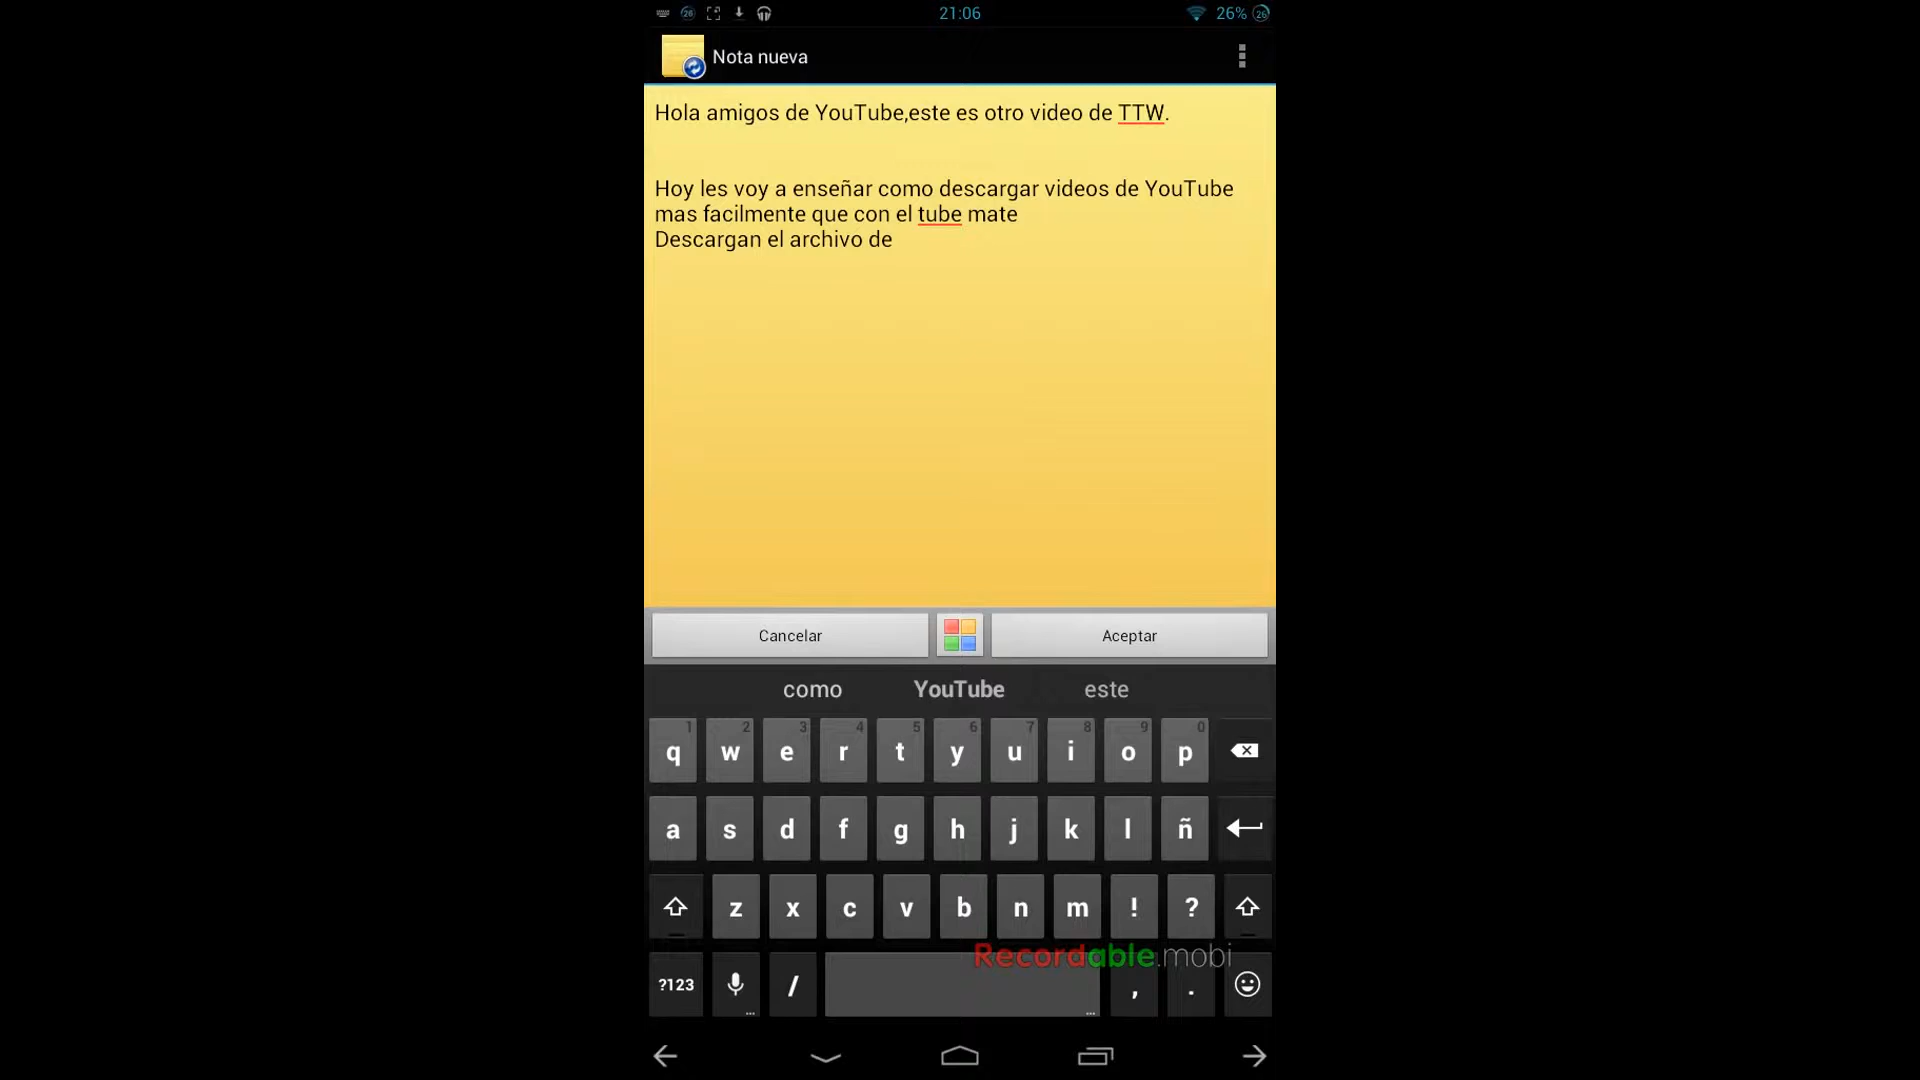 26 21:06 26% 26
Nota nueva
Hola amigos de YouTube,este es otro video de TTW.
Hoy les voy a enseñar como descargar videos de YouTube
mas facilmente que con el tube mate
Descargan el archivo de
Cancelar Aceptar
como YouTube este
1 2 3 4 5 6 7 8 9 0
q w e r t y u i o p
a s d f g h j k l ñ
z x c v b n m ! ?
Recordable.mobi
?123 / , .